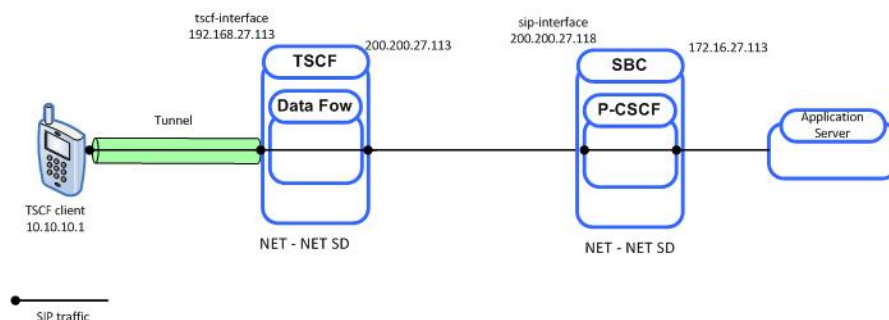 tscf-interface
192.168.27.113
200.200.27.113
sip-interface
200.200.27.118
172.16.27.113
TSCF
SBC
Data Fow
P-CSCF
Application
Server
Tunnel
TSCF client
10.10.10.1
NET - NET SD
NET - NET SD
SIP traffic